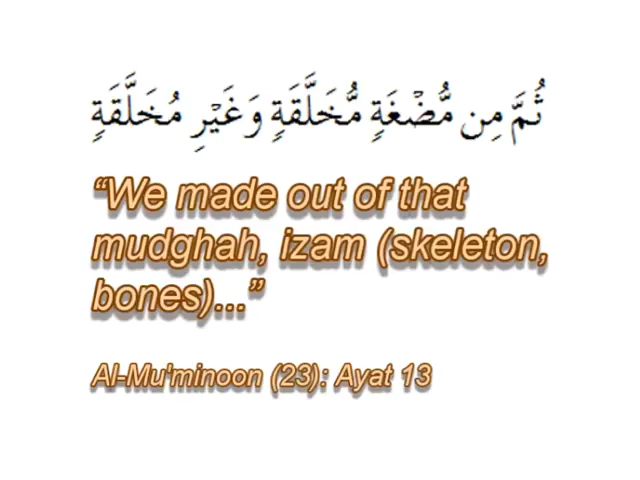 ثُمَّ مِن مُّضْغَةٍ مُّخَلَّقَةٍ وَغَيْرِ مُخَلَّقَةٍ
“We made out of that
mudghah, izam (skeleton,
bones)...”
Al-Mu'minoon (23): Ayat 13